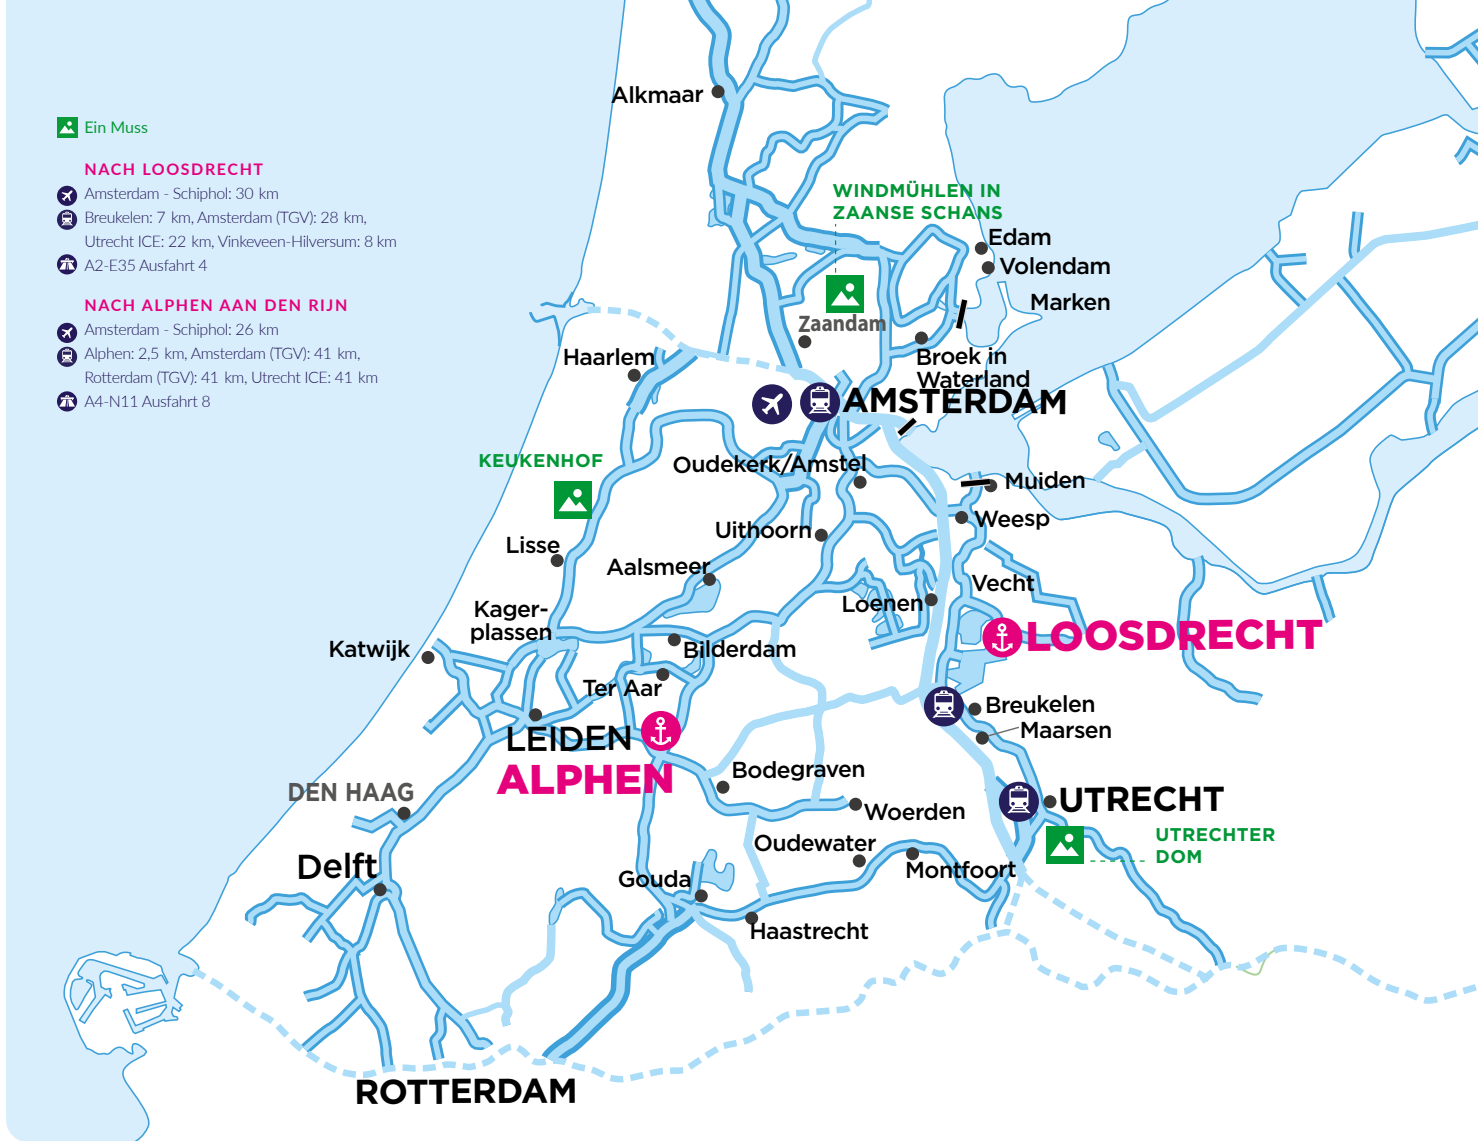 Ein Muss
NACH LOOSDRECHT
Amsterdam - Schiphol: 30 km
Breukelen: 7 km, Amsterdam (TGV): 28 km,
Utrecht ICE: 22 km, Vinkeveen-Hilversum: 8 km
A2-E35 Ausfahrt 4
NACH ALPHEN AAN DEN RIJN
Amsterdam - Schiphol: 26 km
Alphen: 2,5 km, Amsterdam (TGV): 41 km,
Rotterdam (TGV): 41 km, Utrecht ICE: 41 km
A4-N11 Ausfahrt 8
Alkmaar
WINDMÜHLEN IN
ZAANSE SCHANS
Edam
Volendam
Marken
Zaandam
Haarlem
Broek in
Waterland
AMSTERDAM
KEUKENHOF
Oudekerk/Amstel
Muiden
Weesp
Uithoorn
Lisse
Aalsmeer
Vecht
Loenen
Kager-
plassen
Katwijk
LOOSDRECHT
Bilderdam
Ter Aar
Breukelen
Maarsen
LEIDEN
ALPHEN
Bodegraven
DEN HAAG
Woerden
UTRECHT
Oudewater
UTRECHTER
DOM
Delft
Montfoort
Gouda
Haastrecht
ROTTERDAM